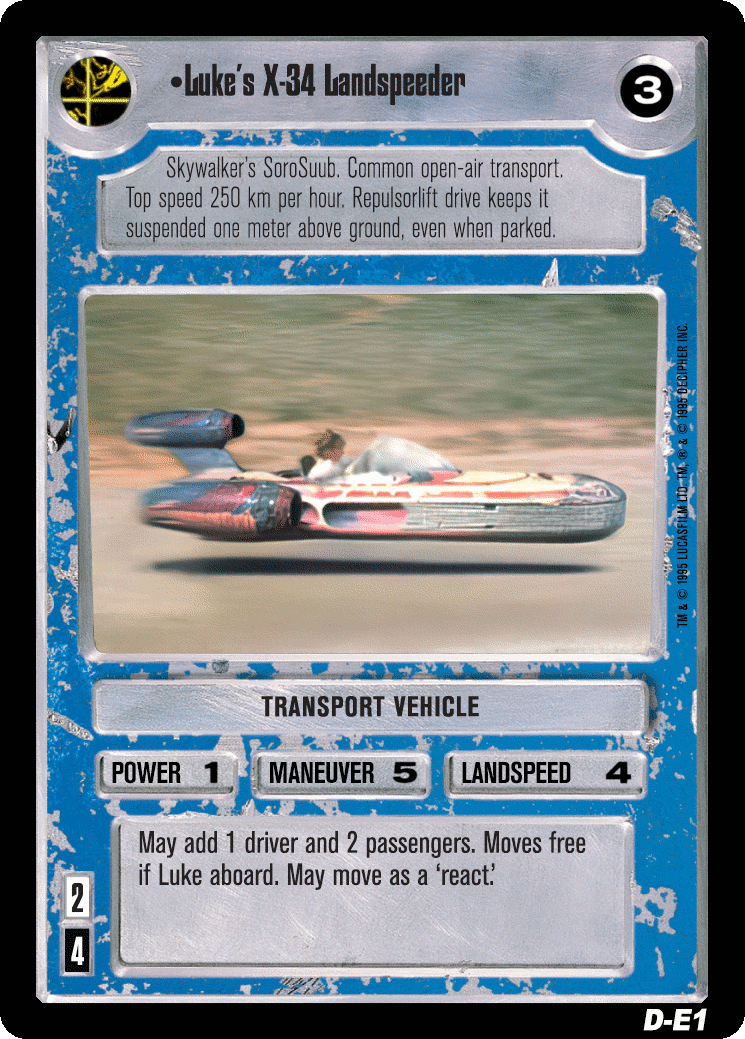 •Luke's X-34 Landspeeder
3
Skywalker's SoroSuub. Common open-air transport.
Top speed 250 km per hour. Repulsorlift drive keeps it
suspended one meter above ground, even when parked.
TM & © 1995 LUCASFILM LTD. TM, ® & © 1995 DECIPHER INC.
TRANSPORT VEHICLE
POWER 1 MANEUVER 5 LANDSPEED 4
May add 1 driver and 2 passengers. Moves free
if Luke aboard. May move as a ‘react.’
2
4
D-E1